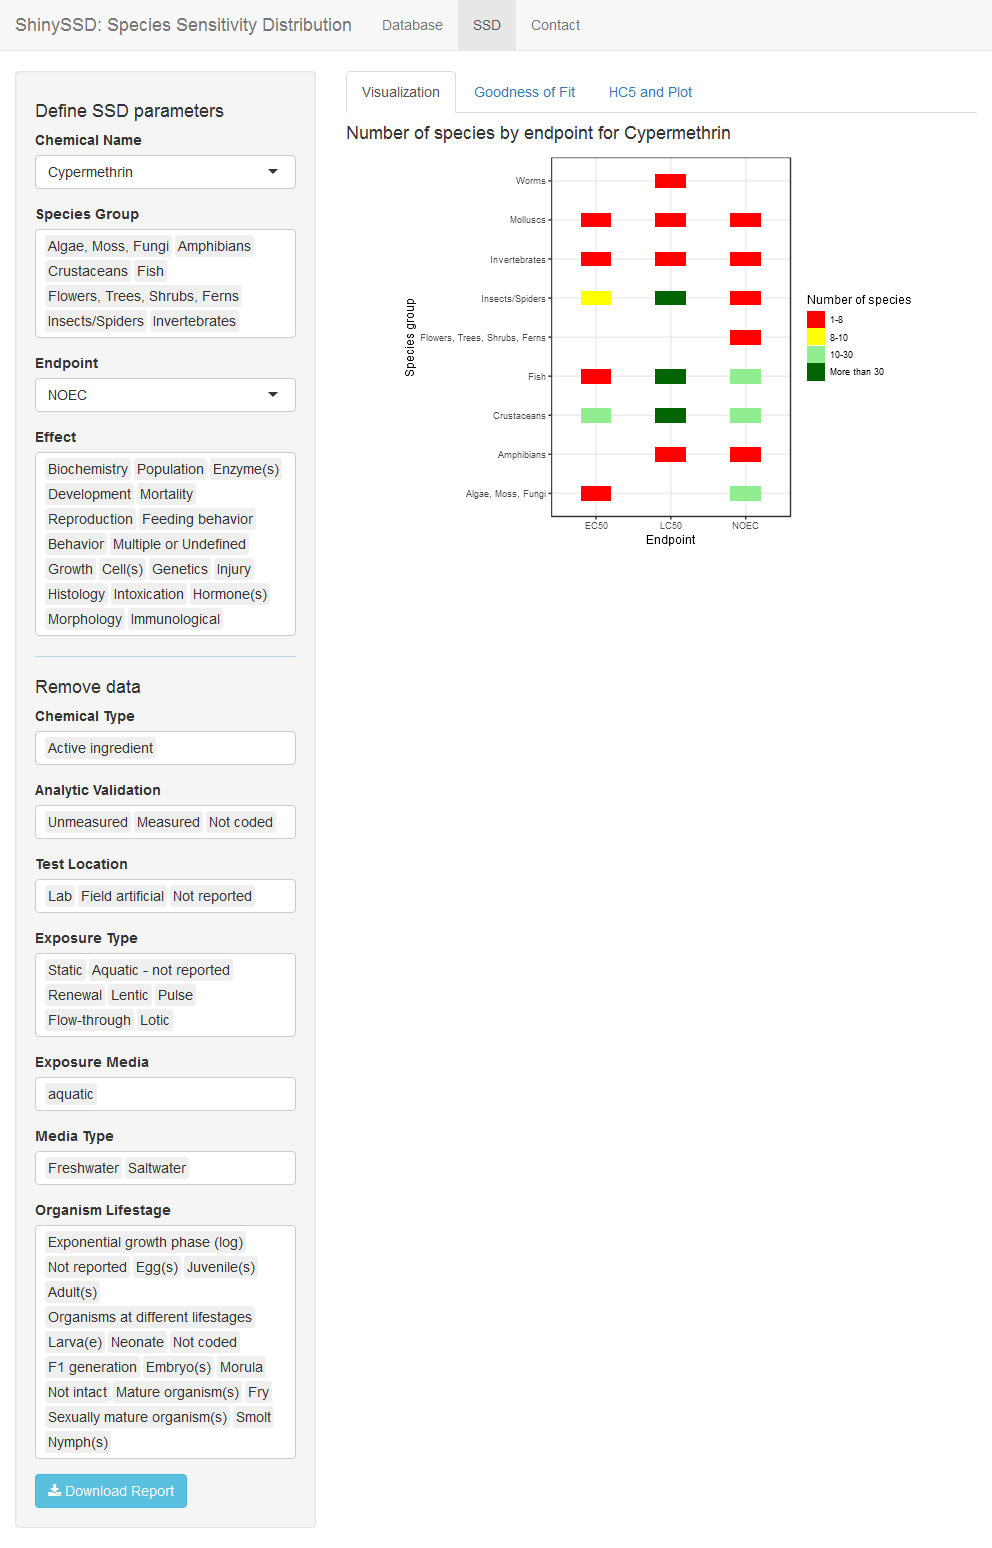 ShinySSD: Species Sensitivity Distribution Database SSD Contact
Define SSD parameters
Chemical Name
Cypermethrin
Species Group
Algae, Moss, Fungi Amphibians
Crustaceans Fish
Flowers, Trees, Shrubs, Ferns
Insects/Spiders Invertebrates
Endpoint
NOEC
Effect
Biochemistry Population Enzyme(s)
Development Mortality
Reproduction Feeding behavior
Behavior Multiple or Undefined
Growth Cell(s) Genetics Injury
Histology Intoxication Hormone(s)
Morphology Immunological
Remove data
Chemical Type
Active ingredient
Analytic Validation
Unmeasured Measured Not coded
Test Location
Lab Field artificial Not reported
Exposure Type
Static Aquatic - not reported
Renewal Lentic Pulse
Flow-through Lotic
Exposure Media
aquatic
Media Type
Freshwater Saltwater
Organism Lifestage
Exponential growth phase (log)
Not reported Egg(s) Juvenile(s)
Adult(s)
Organisms at different lifestages
Larva(e) Neonate Not coded
F1 generation Embryo(s) Morula
Not intact Mature organism(s) Fry
Sexually mature organism(s) Smolt
Nymph(s)
Download Report
Visualization Goodness of Fit HC5 and Plot
Number of species by endpoint for Cypermethrin
Species group
Worms
Molluscs
Invertebrates
Insects/Spiders
Flowers, Trees, Shrubs, Ferns
Fish
Crustaceans
Amphibians
Algae, Moss, Fungi
EC50 LC50 NOEC
Endpoint
Number of species
1-8
8-10
10-30
More than 30